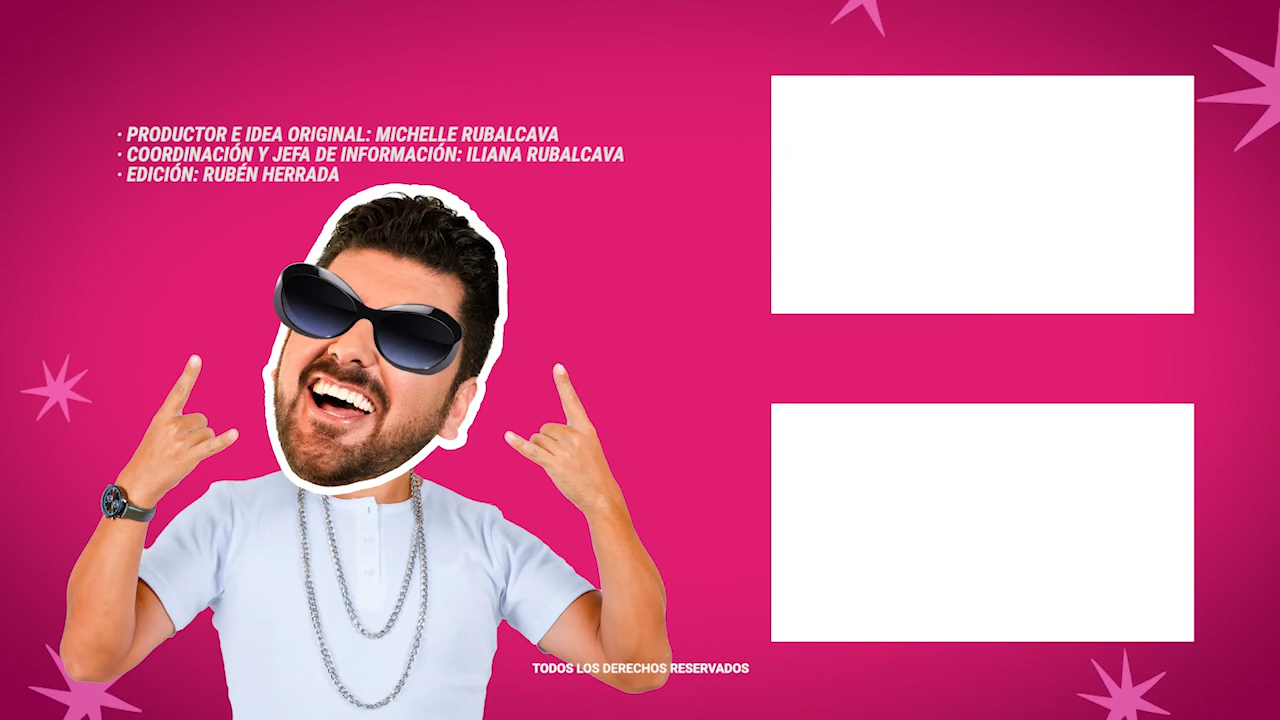 · PRODUCTOR E IDEA ORIGINAL: MICHELLE RUBALCAVA
· COORDINACIÓN Y JEFA DE INFORMACIÓN: ILIANA RUBALCAVA
· EDICIÓN: RUBÉN HERRADA
TODOS LOS DERECHOS RESERVADOS